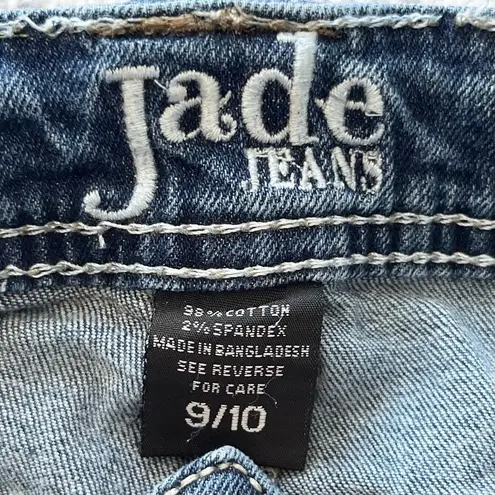 Jade
JEANS
98% COTTON
2% SPANDEX
MADE IN BANGLADESH
SEE REVERSE
FOR CARE
9/10